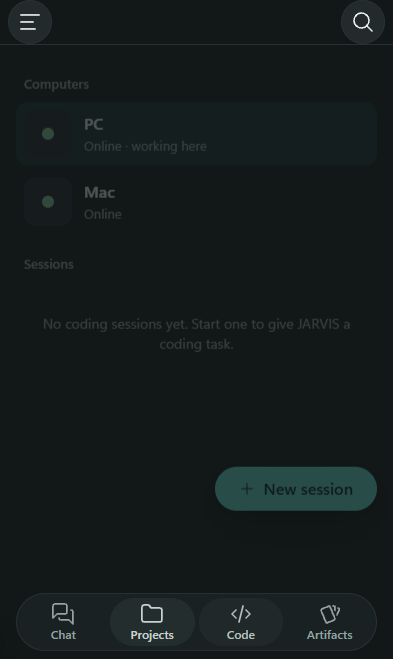 Computers
PC
Online · working here
Mac
Online
Sessions
No coding sessions yet. Start one to give JARVIS a
coding task.
+ New session
Chat
Projects
Code
Artifacts